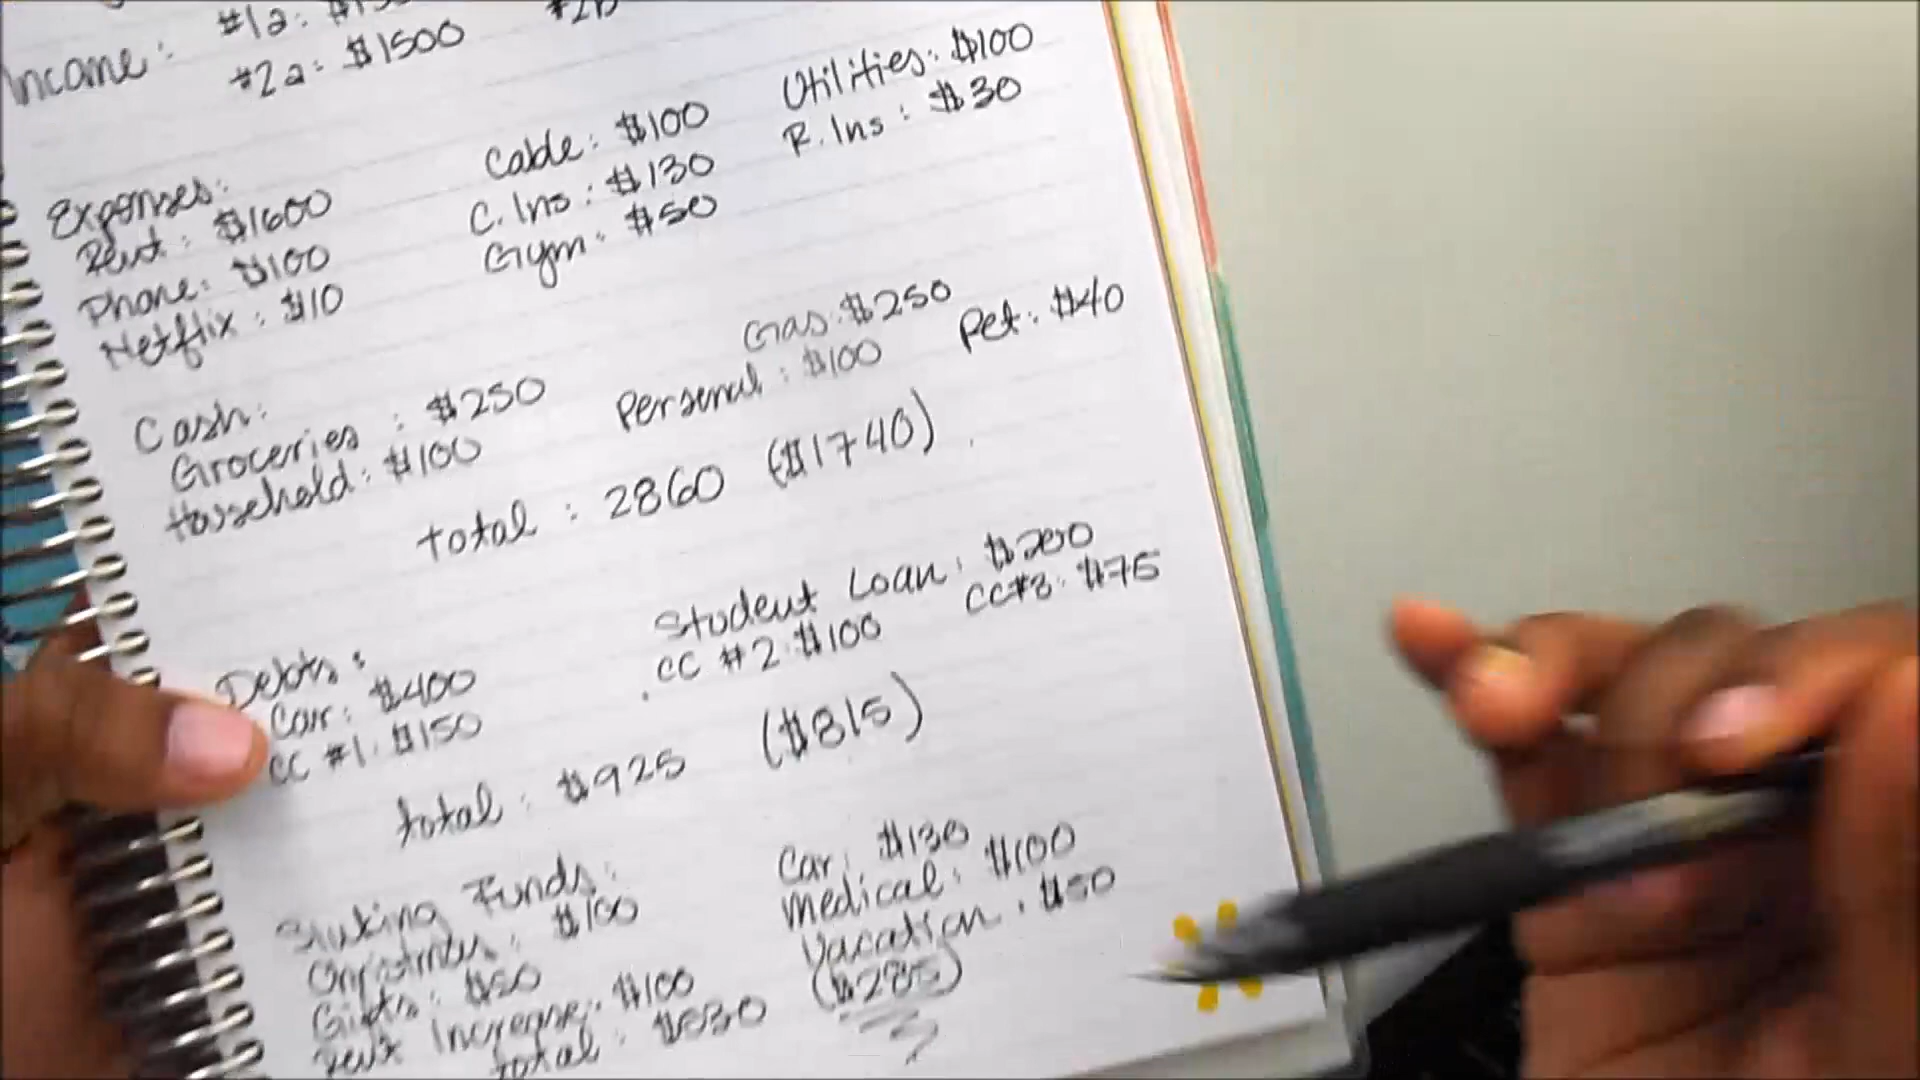 Income: #1a:
#2a: $1500
Expenses:
Rent: $1600
Phone: $100
Netflix: $10
Cable: $100
C. Ins: $130
Gym: $50
Utilities: $100
R. Ins: $30
Cash:
Groceries: $250
Household: $100
Gas: $250
Personal: $100
Pet: $40
total: 2860 ($1740)
Debts:
Car: $400
CC #1: $150
Student Loan: $200
CC #2: $100
CC#3: $75
total: $925 ($815)
Sinking Funds:
Christmas: $100
Gifts: $50
Rent Increase: $100
Car: $130
Medical: $100
Vacation: $50
total: $530 ($285)